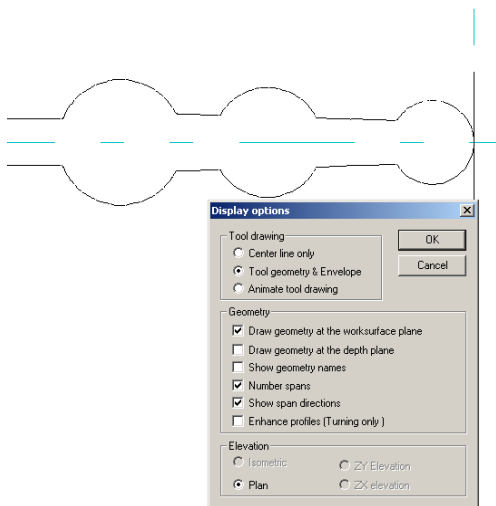 Display options
Tool drawing
OK
Center line only
Cancel
Tool geometry & Envelope
Animate tool drawing
Geometry
Draw geometry at the worksurface plane
Draw geometry at the depth plane
Show geometry names
Number spans
Show span directions
Enhance profiles (Turning only )
Elevation
Isometric
ZY Elevation
Plan
ZX elevation